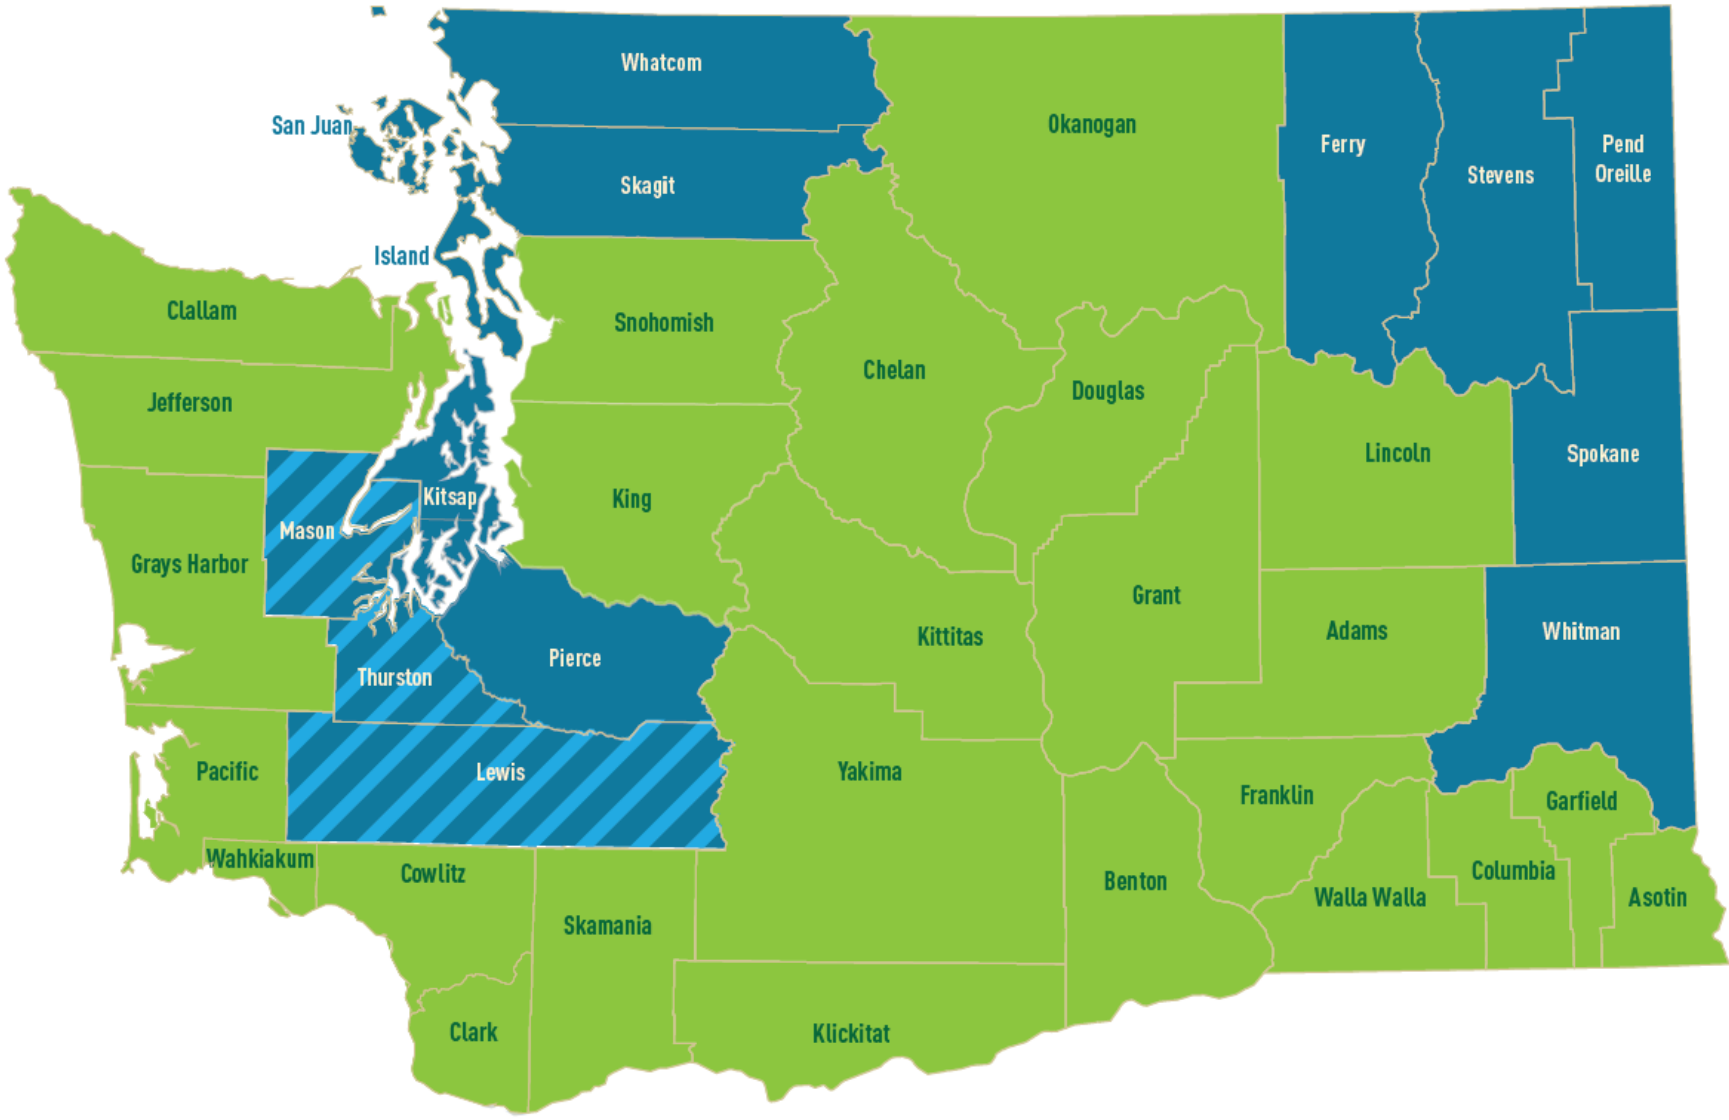 Whatcom
San Juan
Okanogan
Ferry
Pend
Oreille
Stevens
Skagit
Island
Clallam
Snohomish
Chelan
Douglas
Jefferson
Lincoln
Spokane
King
Kitsap
Mason
Grays Harbor
Grant
Kittitas
Adams
Whitman
Pierce
Thurston
Pacific
Lewis
Yakima
Franklin
Garfield
Wahkiakum
Cowlitz
Benton
Columbia
Walla Walla
Asotin
Skamania
Clark
Klickitat